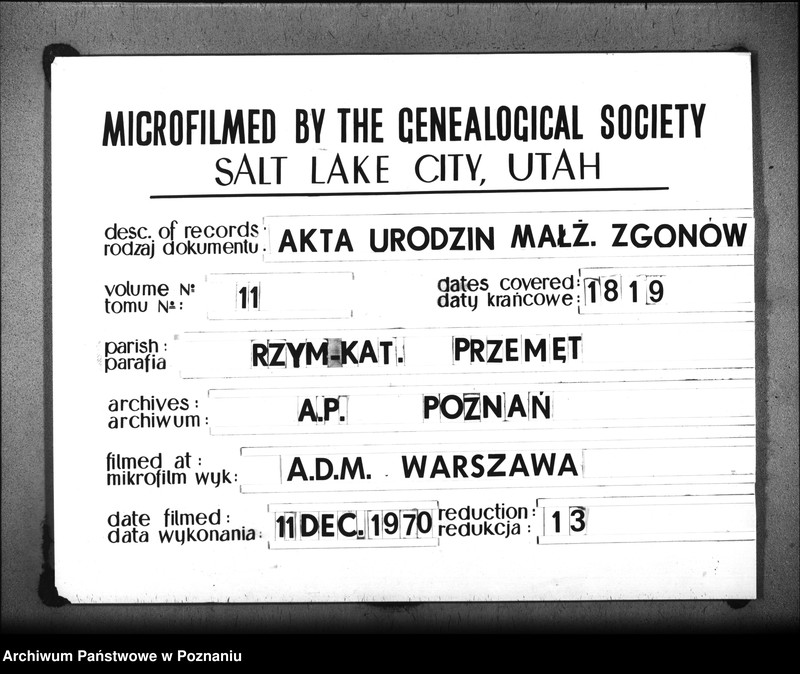 MICROFILMED BY THE GENEALOGICAL SOCIETY
SALT LAKE CITY, UTAH
desc. of records:
rodzaj dokumentu: AKTA URODZIN MAŁŻ. ZGONÓW
volume №
tomu №: 11
dates covered:
daty krańcowe: 1819
parish:
parafia RZYM-KAT. PRZEMĘT
archives:
archiwum: A.P. POZNAŃ
filmed at:
mikrofilm wyk: A.D.M. WARSZAWA
date filmed:
data wykonania: 11 DEC. 1970
reduction:
redukcja: 13
Archiwum Państwowe w Poznaniu